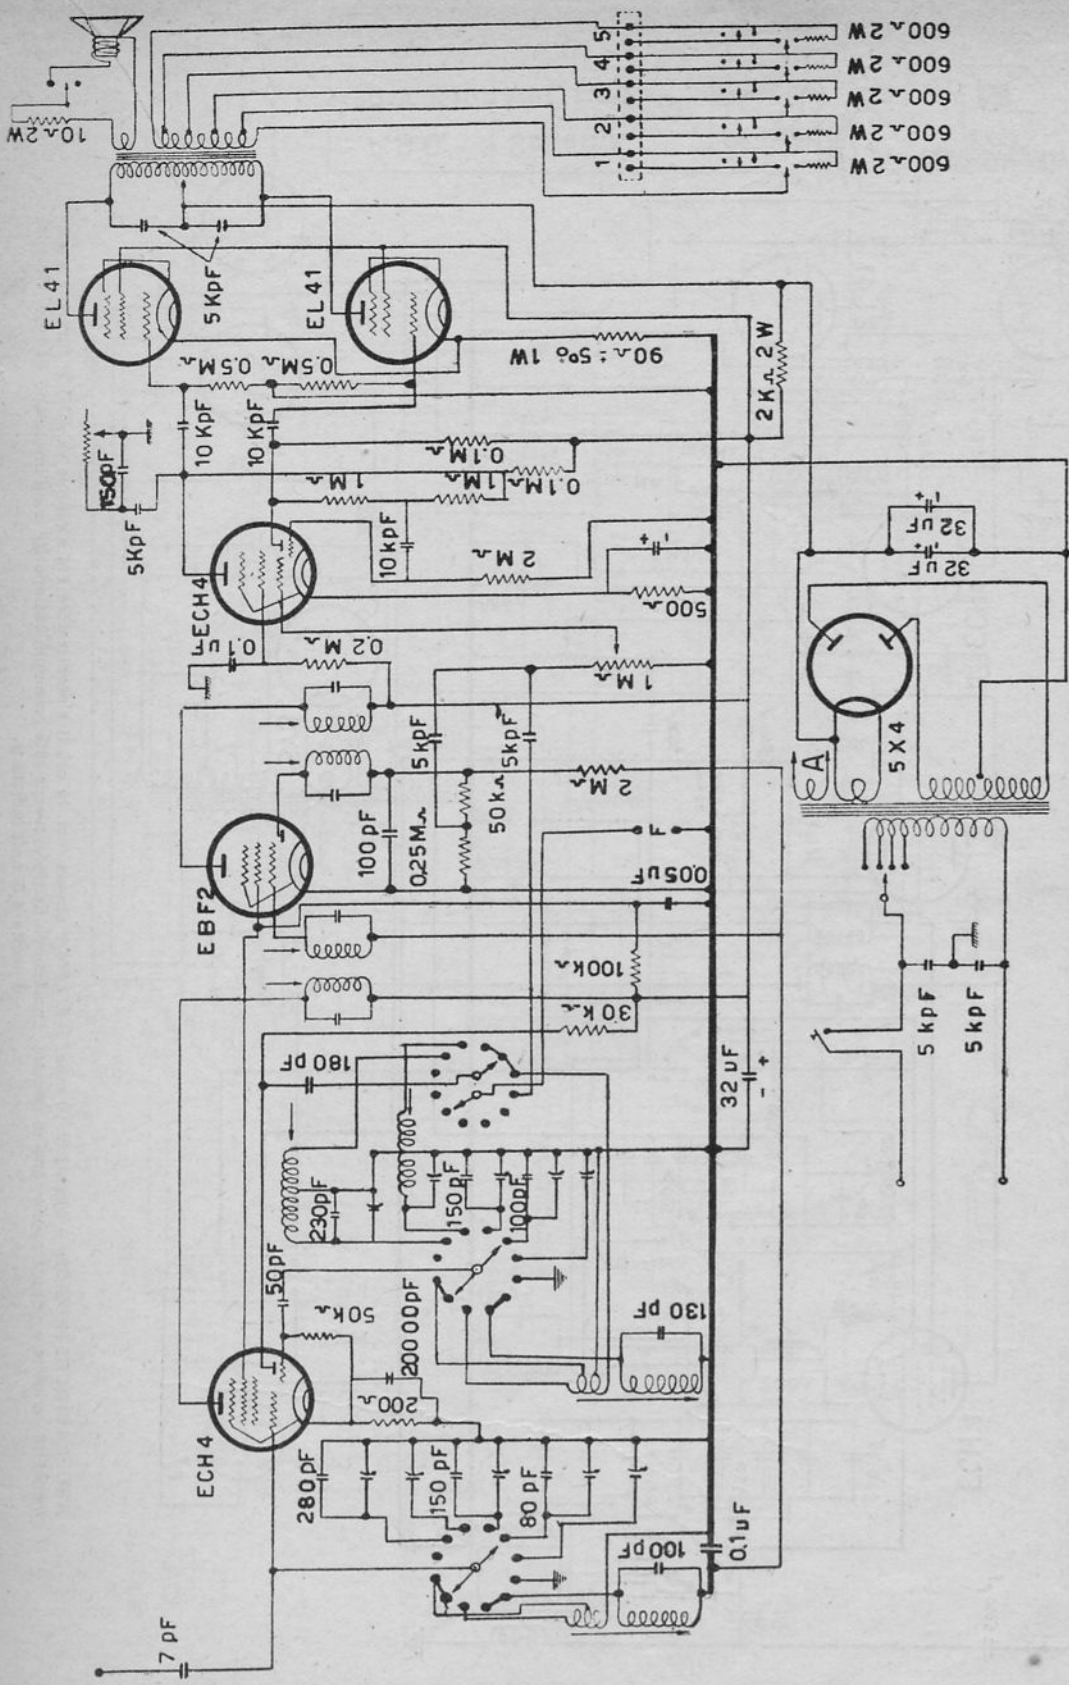 10Ω 2W
5
4
3
2
1
600Ω 2W
600Ω 2W
600Ω 2W
600Ω 2W
600Ω 2W
EL41
5KpF
EL41
0.5MΩ
0.5MΩ
90Ω ± 5% 1W
2KΩ 2W
150pF
5KpF
10KpF
10KpF
0.1MΩ
1MΩ
1MΩ
0.1MΩ
ECH4
10kpF
2MΩ
500Ω
+
-
0.1uF
0.2MΩ
1MΩ
5kpF
5kpF
EBF2
100pF
0.25MΩ
50kΩ
2MΩ
F
0.05uF
100kΩ
30kΩ
180pF
32uF
- +
230pF
150pF
100pF
50pF
50kΩ
20000pF
200Ω
130pF
ECH4
280pF
150pF
80pF
100pF
0.1uF
7pF
32uF
+ -
32uF
+ -
A
5X4
5kpF
5kpF